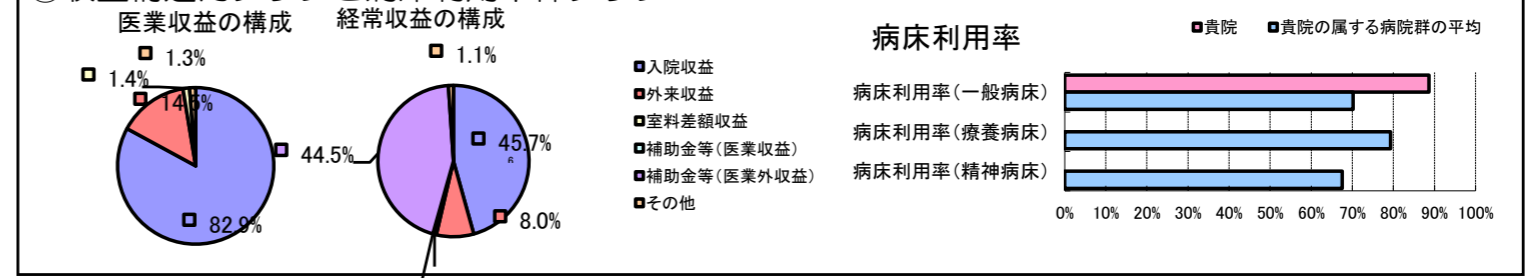 医業収益の構成
1.3%
1.4%
14.5%
82.9%
経常収益の構成
1.1%
44.5%
45.7%
8.0%
入院収益
外来収益
室料差額収益
補助金等(医業収益)
補助金等(医業外収益)
その他
病床利用率
貴院 貴院の属する病院群の平均
病床利用率(一般病床)
病床利用率(療養病床)
病床利用率(精神病床)
0% 10% 20% 30% 40% 50% 60% 70% 80% 90% 100%